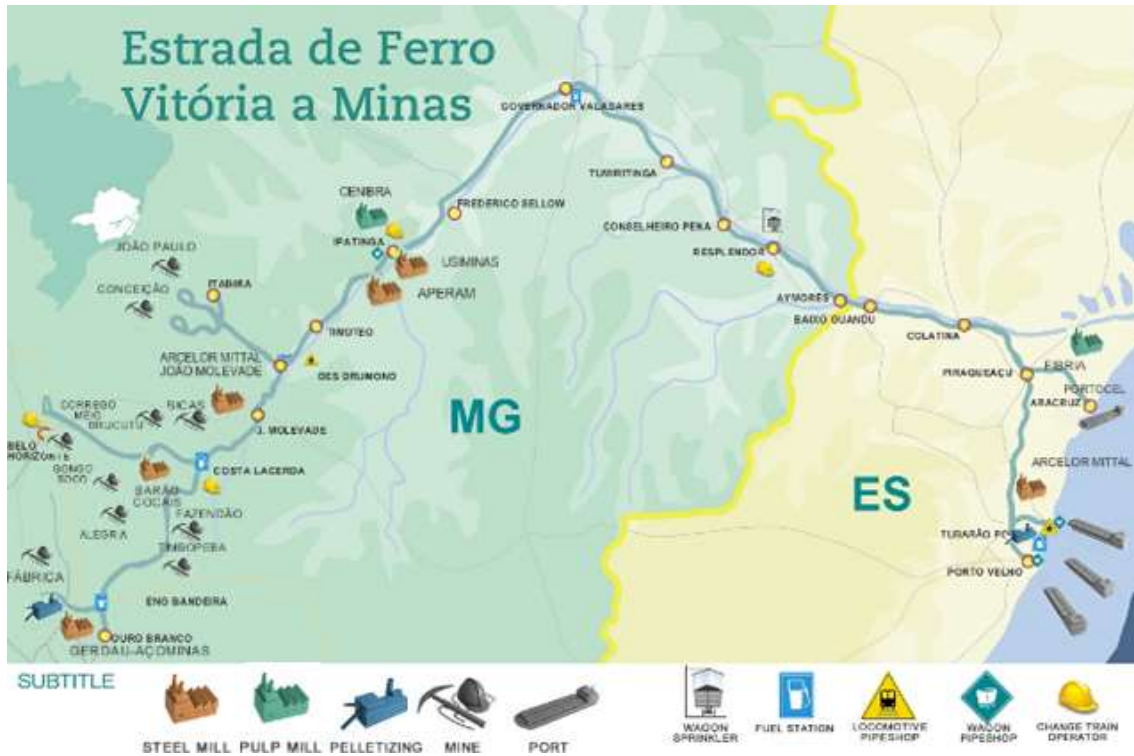 Estrada de Ferro
Vitória a Minas
GOVERNADOR VALASARES
TUMIRITINGA
CENIBRA
FREDERICO SELLOW
CONSELHEIRO PENA
IPATINGA
USIMINAS
RESPLENDOR
JOÃO PAULO
ITABIRA
CONCEIÇÃO
APERAM
AYMORES
BAIXO GUANDU
TIMOTEO
COLATINA
ARCELOR MITTAL
JOÃO MOLEVADE
DES DRUMOND
PIRAQUEAÇU
FIBRIA
PORTOCEL
ARACRUZ
CORREGO
MEIO
BICAS
BRUCUTU
J. MOLEVADE
MG
BELO
HORIZONTE
GONGO
SOCO
COSTA LACERDA
ARCELOR MITTAL
BARÃO
COCAIS
ES
FAZENDÃO
ALEGRIA
TIMBOPEBA
TUBARÃO
FÁBRICA
PORTO VELHO
ENG BANDEIRA
OURO BRANCO
GERDAU-AÇOMINAS
SUBTITLE
STEEL MILL
PULP MILL
PELLETIZING
MINE
PORT
WAGON
SPRINKLER
FUEL STATION
LOCOMOTIVE
PIPESHOP
WAGON
PIPESHOP
CHANGE TRAIN
OPERATOR